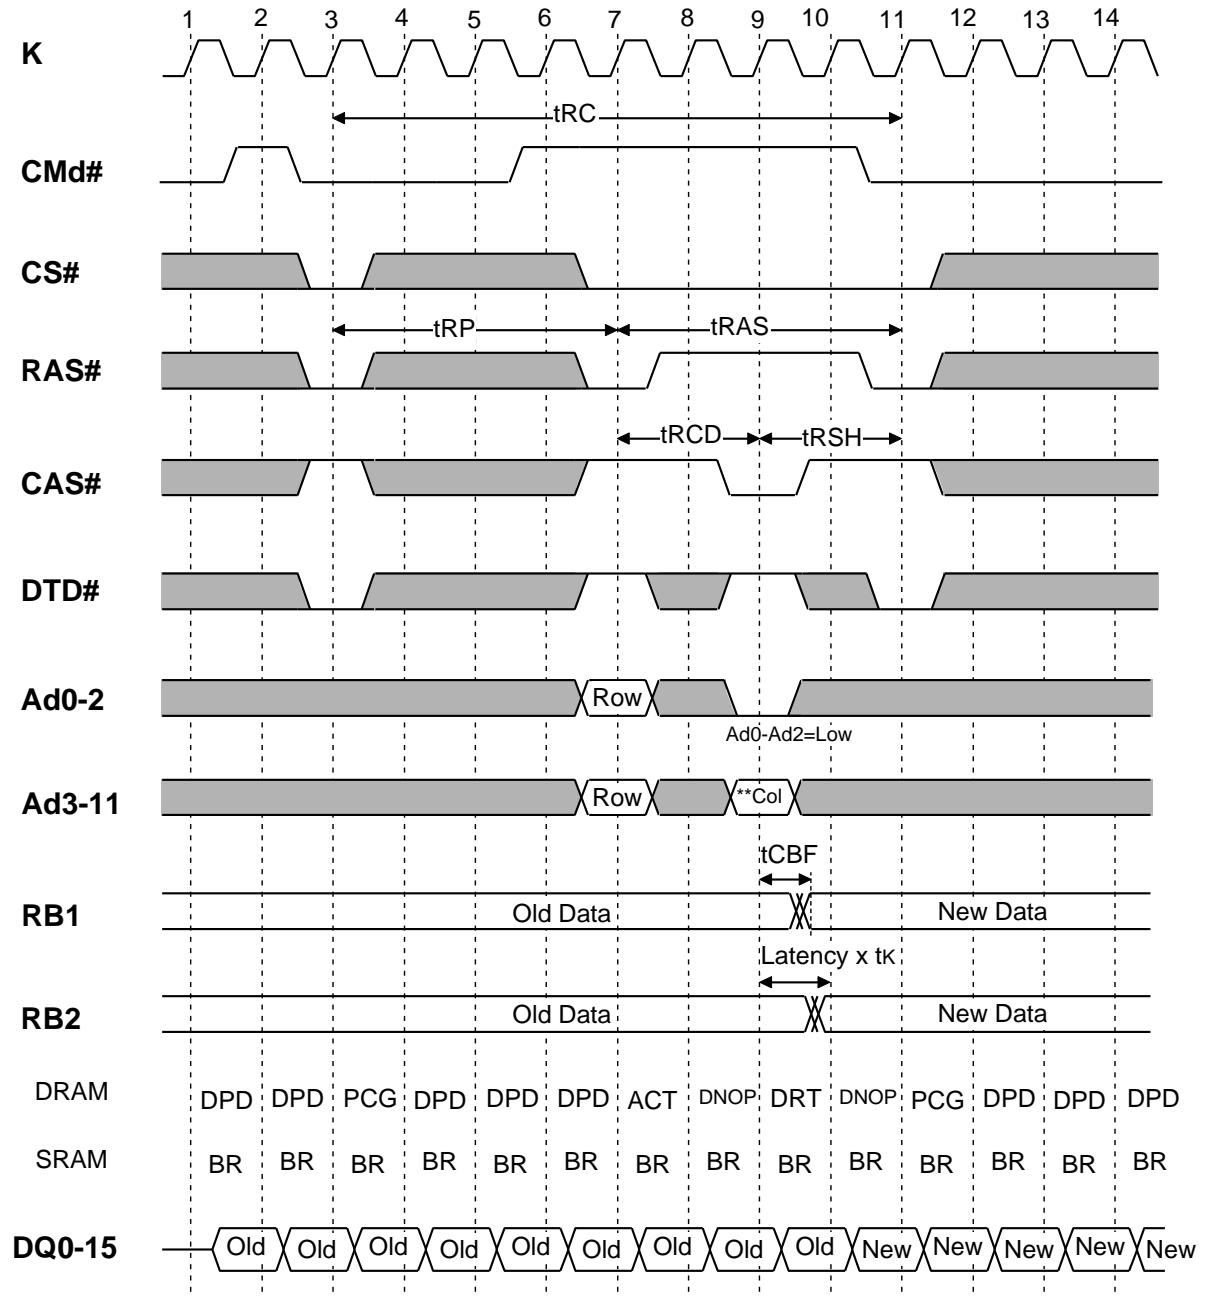 1 2 3 4 5 6 7 8 9 10 11 12 13 14
K
tRC
CMd#
CS#
tRP tRAS
RAS#
tRCD tRSH
CAS#
DTD#
Ad0-2 Row
Ad0-Ad2=Low
Ad3-11 Row **Col
tCBF
RB1 Old Data New Data
Latency x tK
RB2 Old Data New Data
DRAM DPD DPD PCG DPD DPD DPD ACT DNOP DRT DNOP PCG DPD DPD DPD
SRAM BR BR BR BR BR BR BR BR BR BR BR BR BR BR
DQ0-15 Old Old Old Old Old Old Old Old Old New New New New New